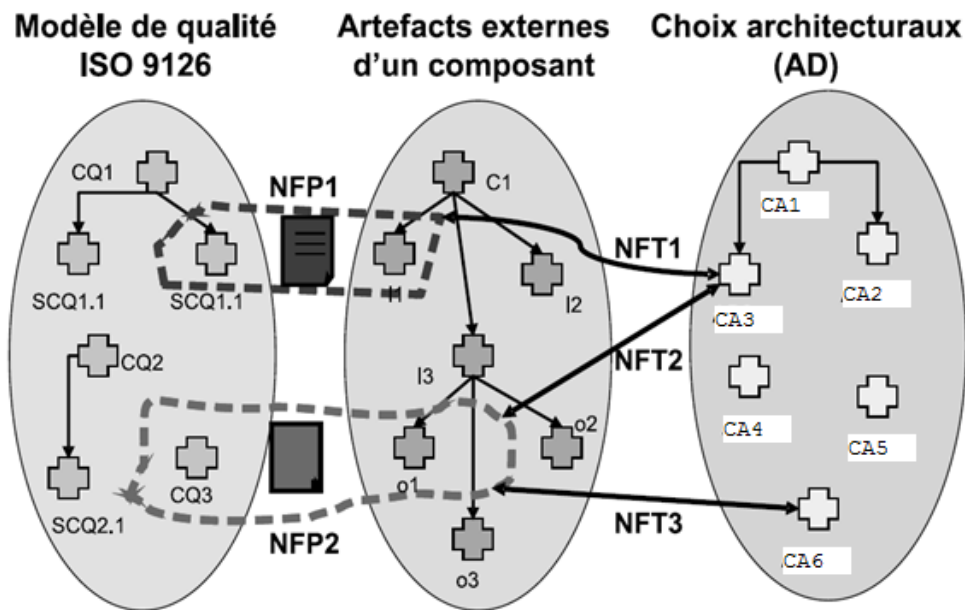 Modèle de qualité
ISO 9126
Artefacts externes
d'un composant
Choix architecturaux
(AD)
CQ1
NFP1
C1
CA1
SCQ1.1
SCQ1.1
I1
I2
NFT1
CA2
CA3
CQ2
I3
NFT2
CA4
CA5
o2
CQ3
o1
SCQ2.1
NFP2
NFT3
o3
CA6